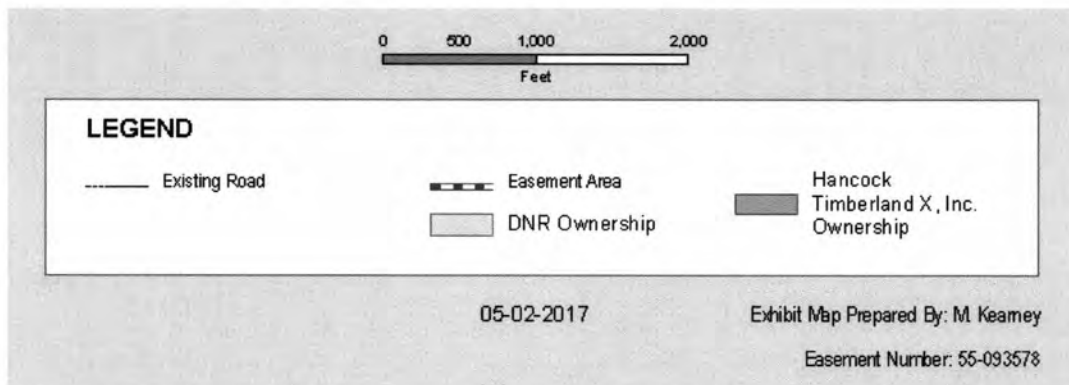 0 500 1,000 2,000
Feet
LEGEND
Existing Road
Easement Area
DNR Ownership
Hancock
Timberland X, Inc.
Ownership
05-02-2017
Exhibit Map Prepared By: M. Kearney
Easement Number: 55-093578